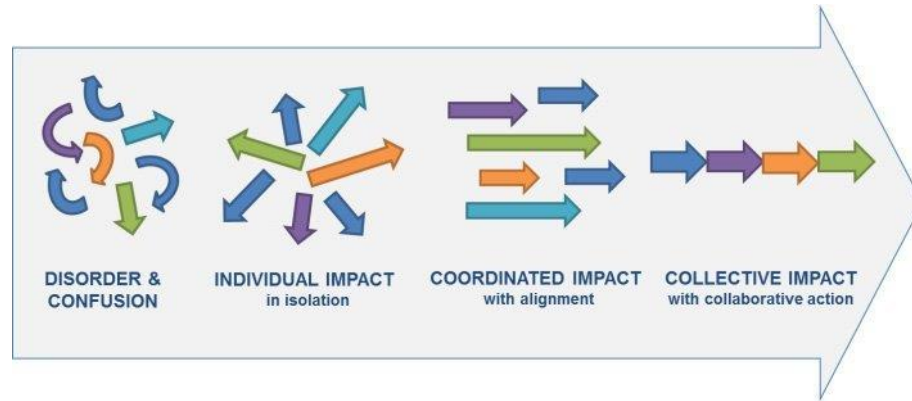 DISORDER &
CONFUSION
INDIVIDUAL IMPACT
in isolation
COORDINATED IMPACT
with alignment
COLLECTIVE IMPACT
with collaborative action